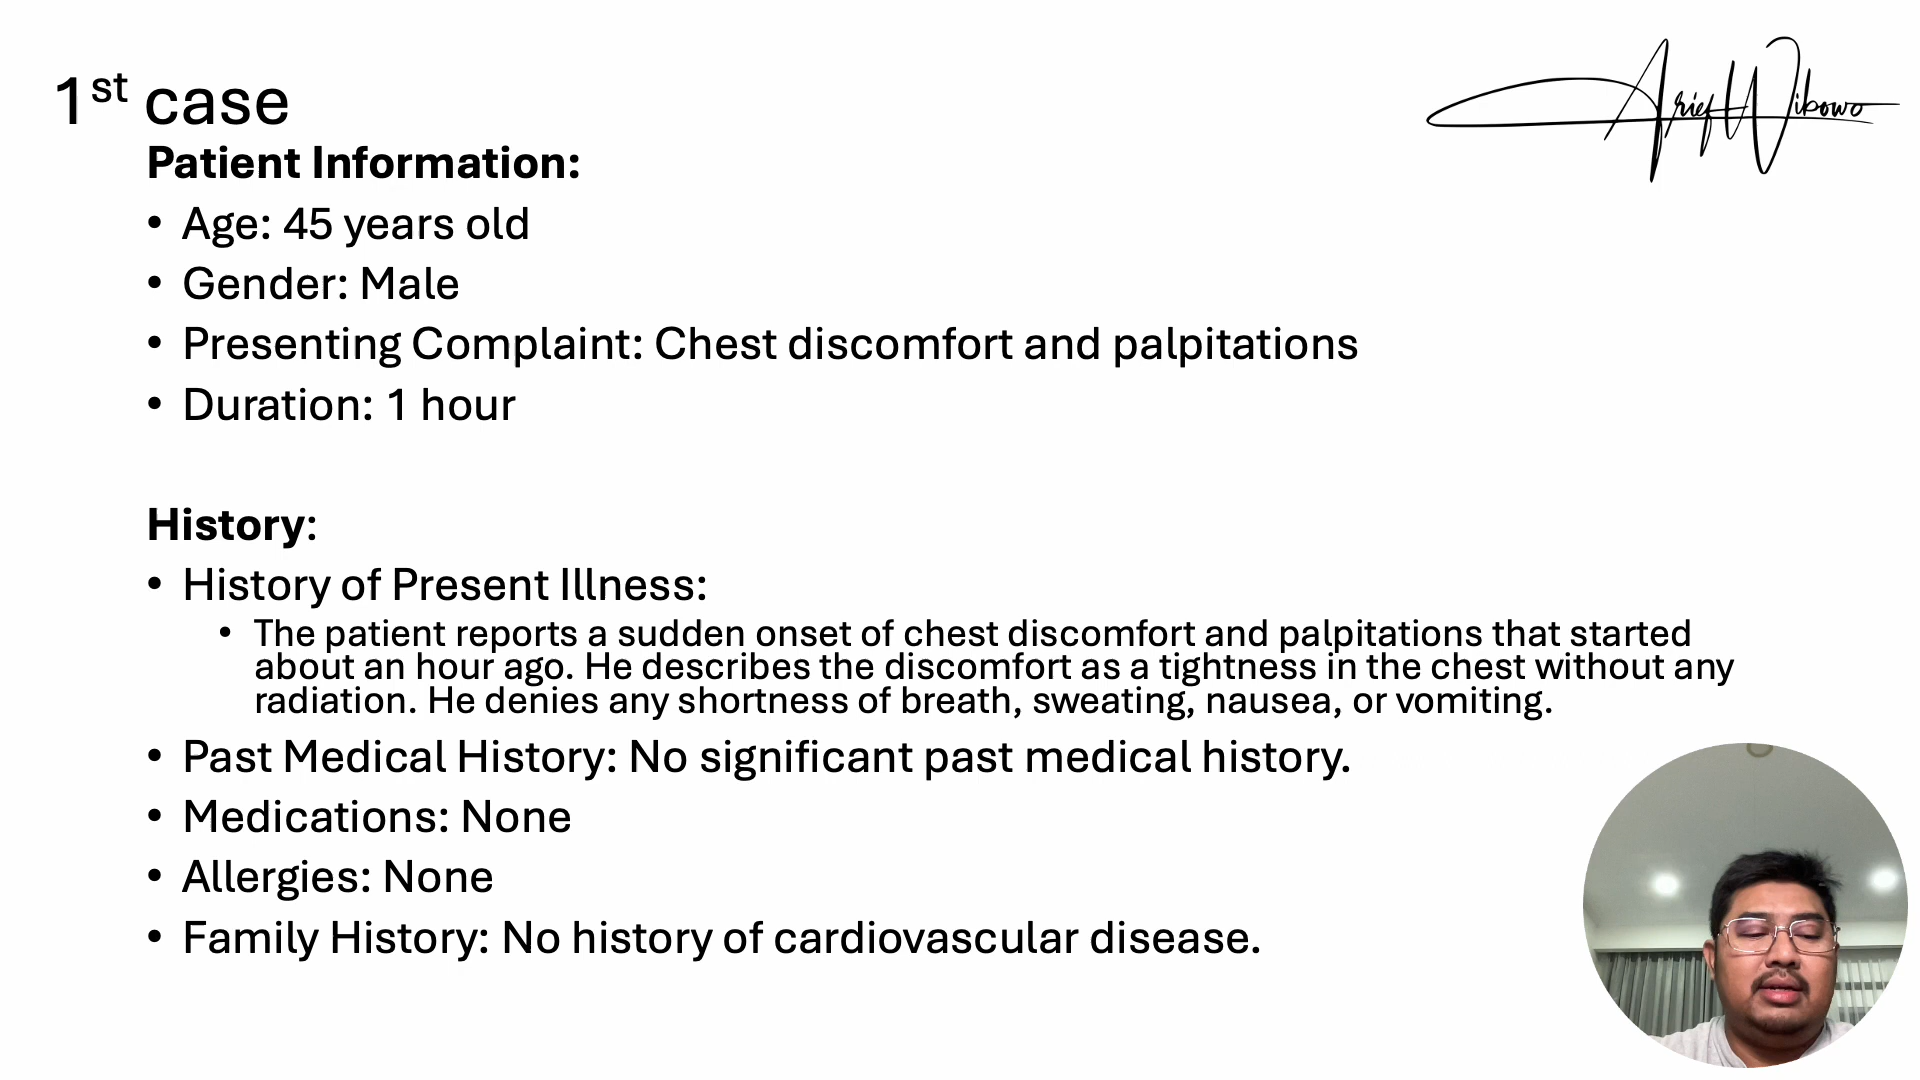 1st case
Arief Wibowo
Patient Information:
• Age: 45 years old
• Gender: Male
• Presenting Complaint: Chest discomfort and palpitations
• Duration: 1 hour
History:
• History of Present Illness:
• The patient reports a sudden onset of chest discomfort and palpitations that started
about an hour ago. He describes the discomfort as a tightness in the chest without any
radiation. He denies any shortness of breath, sweating, nausea, or vomiting.
• Past Medical History: No significant past medical history.
• Medications: None
• Allergies: None
• Family History: No history of cardiovascular disease.